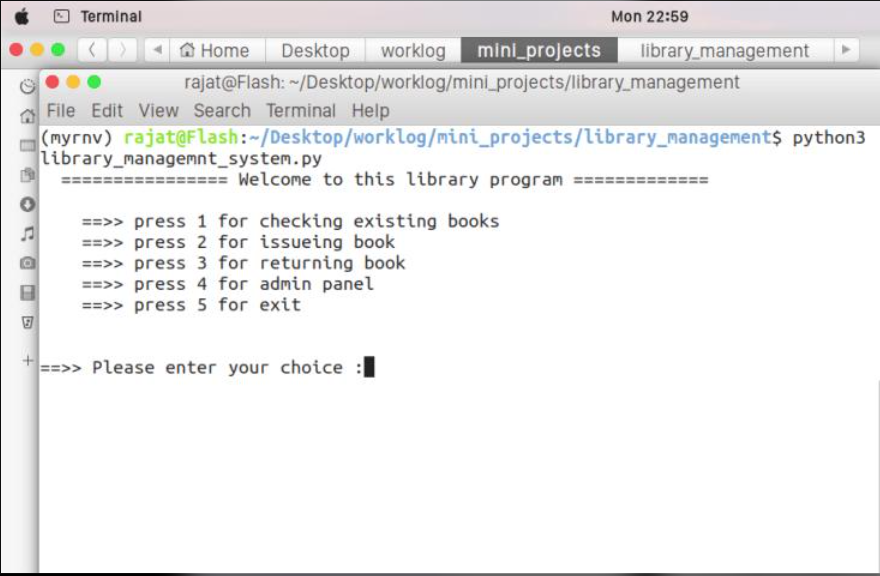 Terminal
Mon 22:59
Home Desktop worklog mini_projects library_management
rajat@Flash: ~/Desktop/worklog/mini_projects/library_management
File Edit View Search Terminal Help
(myrnv) rajat@Flash:~/Desktop/worklog/mini_projects/library_management$ python3
library_managemnt_system.py
================ Welcome to this library program =============
==>> press 1 for checking existing books
==>> press 2 for issueing book
==>> press 3 for returning book
==>> press 4 for admin panel
==>> press 5 for exit
==>> Please enter your choice :